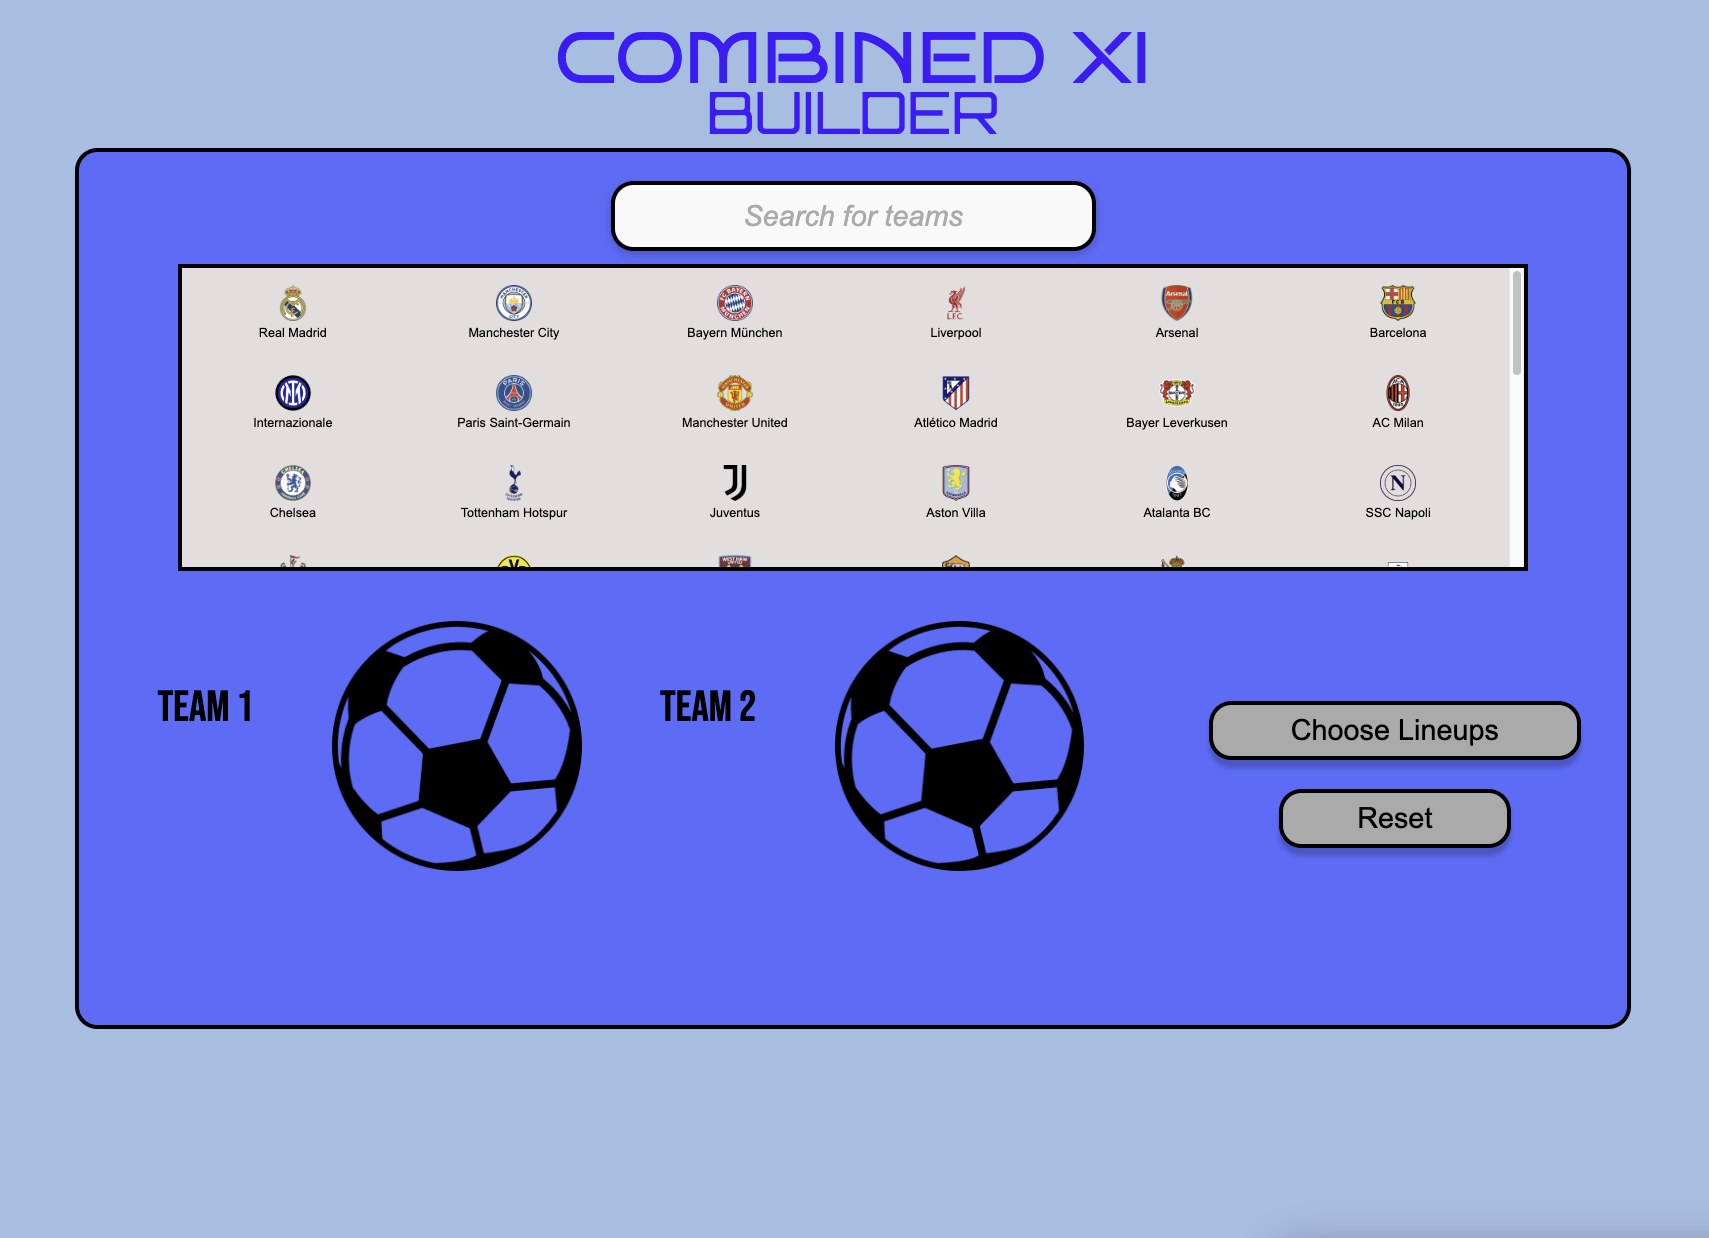 COMBINED XI
BUILDER
Search for teams
Real Madrid
Manchester City
Bayern München
Liverpool
Arsenal
Barcelona
Internazionale
Paris Saint-Germain
Manchester United
Atlético Madrid
Bayer Leverkusen
AC Milan
Chelsea
Tottenham Hotspur
Juventus
Aston Villa
Atalanta BC
SSC Napoli
TEAM 1
TEAM 2
Choose Lineups
Reset